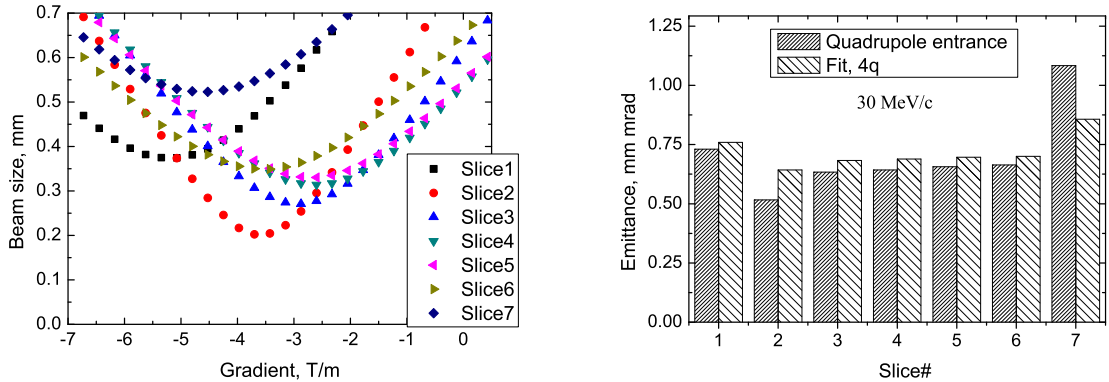 Beam size, mm
0.7
0.6
0.5
0.4
0.3
0.2
0.1
0.0
-7 -6 -5 -4 -3 -2 -1 0
Gradient, T/m
Slice1
Slice2
Slice3
Slice4
Slice5
Slice6
Slice7
Emittance, mm mrad
1.25
1.00
0.75
0.50
0.25
0.00
Quadrupole entrance
Fit, 4q
30 MeV/c
1 2 3 4 5 6 7
Slice#